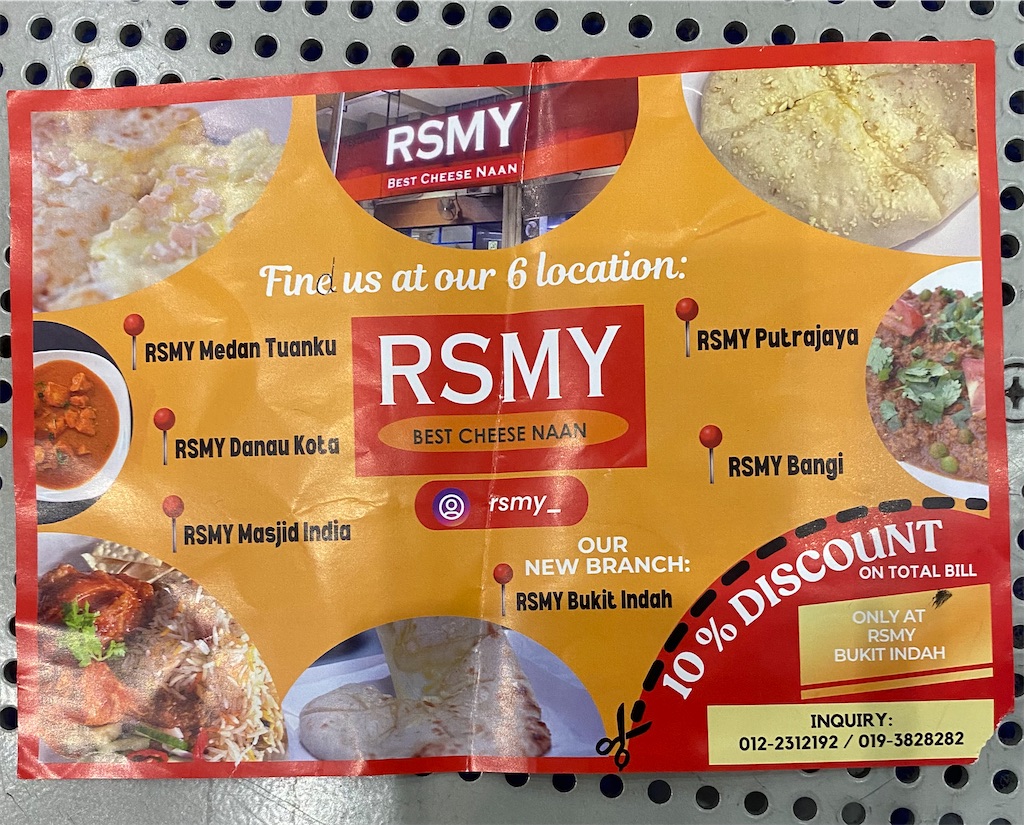 RSMY
BEST CHEESE NAAN
Find us at our 6 location:
RSMY Medan Tuanku
RSMY Danau Kota
RSMY Masjid India
RSMY
BEST CHEESE NAAN
rsmy_
RSMY Putrajaya
RSMY Bangi
OUR
NEW BRANCH:
RSMY Bukit Indah
10 % DISCOUNT
ON TOTAL BILL
ONLY AT
RSMY
BUKIT INDAH
INQUIRY:
012-2312192 / 019-3828282